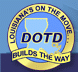 LOUISIANA'S ON THE MOVE
DOTD
BUILDS THE WAY